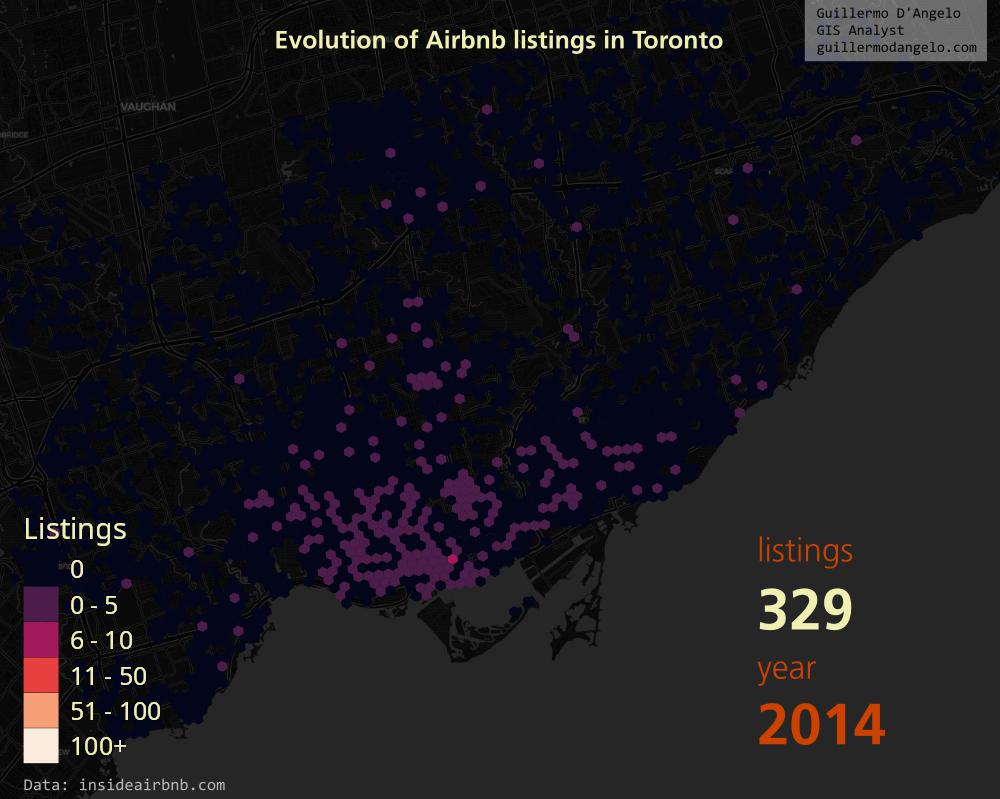 Evolution of Airbnb listings in Toronto
Guillermo D'Angelo
GIS Analyst
guillermodangelo.com
VAUGHAN
Listings
0
0 - 5
6 - 10
11 - 50
51 - 100
100+
listings
329
year
2014
Data: insideairbnb.com